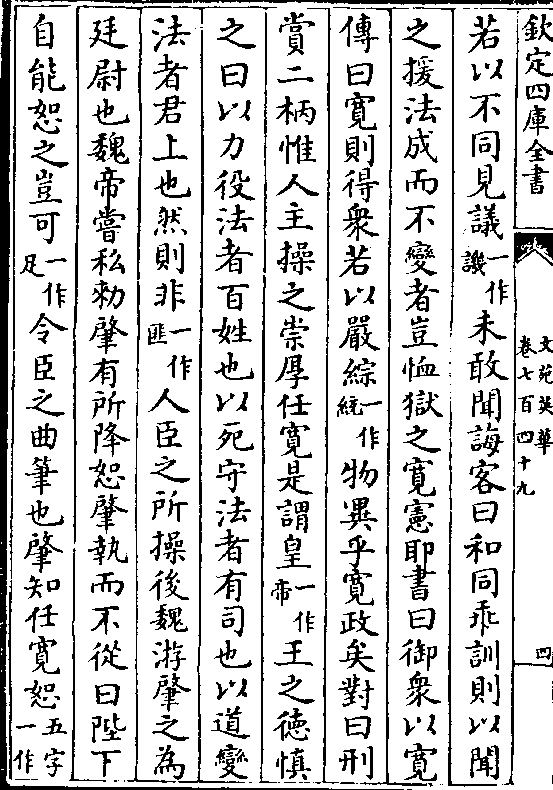 欽定四庫全書
文苑英華
卷七百四十九
四
若以不同見議一作譏未敢聞誨客曰和同乖訓則以聞
之援法成而不變者豈恤獄之寛憲耶書曰御衆以寛
傳曰寛則得衆若以嚴綜一作統物異乎寛政矣對曰刑
賞二柄惟人主操之崇厚任寛是謂皇一作帝王之德慎
之曰以力役法者百姓也以死守法者有司也以道變
法者君上也然則非一作匪人臣之所操後魏游肇之為
廷尉也魏帝嘗私勑肇有所降恕肇執而不從曰陛下
自能恕之豈可一作足令臣之曲筆也肇知任寛恕五字一作